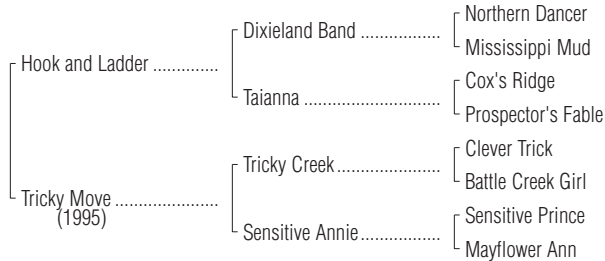 Northern Dancer
Dixieland Band ..................
Mississippi Mud
Hook and Ladder ...............
Cox's Ridge
Taianna ...............................
Prospector's Fable
Clever Trick
Tricky Creek.......................
Battle Creek Girl
Tricky Move .......................
(1995)
Sensitive Prince
Sensitive Annie..................
Mayflower Ann